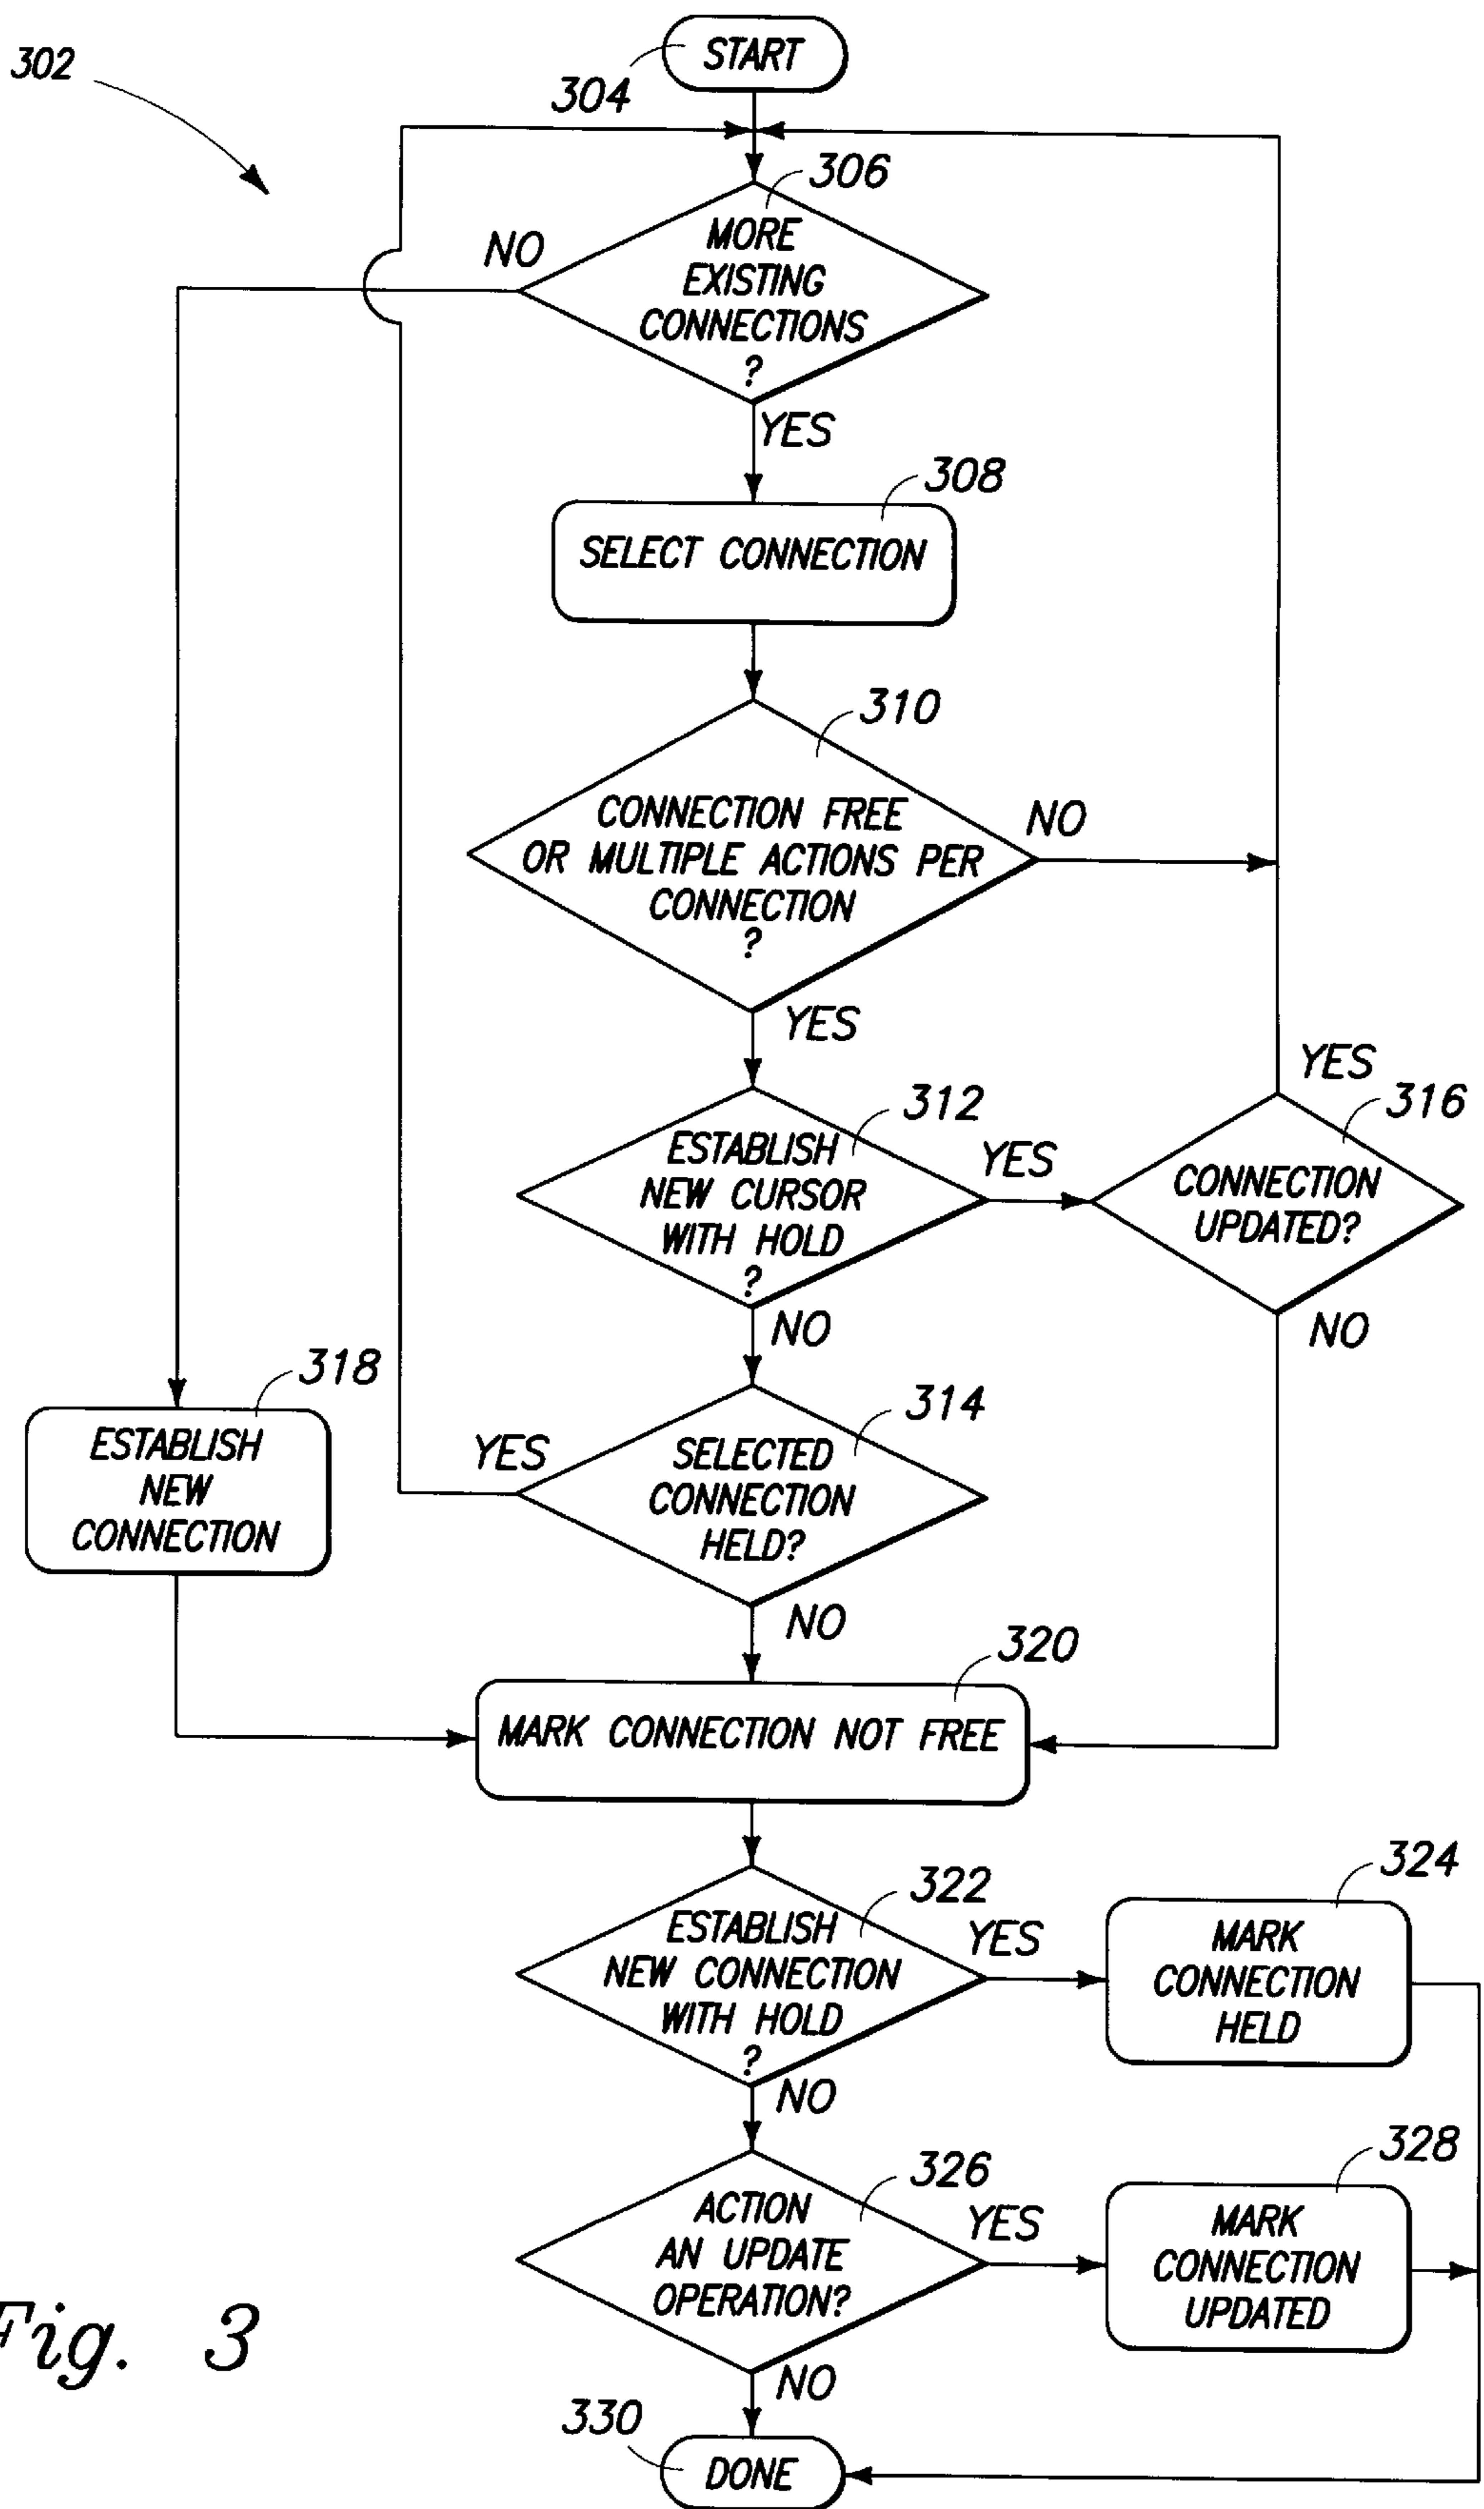 302
START
304
306
MORE
EXISTING
CONNECTIONS
?
NO
YES
308
SELECT CONNECTION
310
CONNECTION FREE
OR MULTIPLE ACTIONS PER
CONNECTION
?
NO
YES
312
ESTABLISH
NEW CURSOR
WITH HOLD
?
YES
NO
YES
316
CONNECTION
UPDATED?
NO
314
SELECTED
CONNECTION
HELD?
YES
NO
318
ESTABLISH
NEW
CONNECTION
320
MARK CONNECTION NOT FREE
322
ESTABLISH
NEW CONNECTION
WITH HOLD
?
YES
NO
324
MARK
CONNECTION
HELD
326
ACTION
AN UPDATE
OPERATION?
YES
NO
328
MARK
CONNECTION
UPDATED
330
DONE
Fig. 3